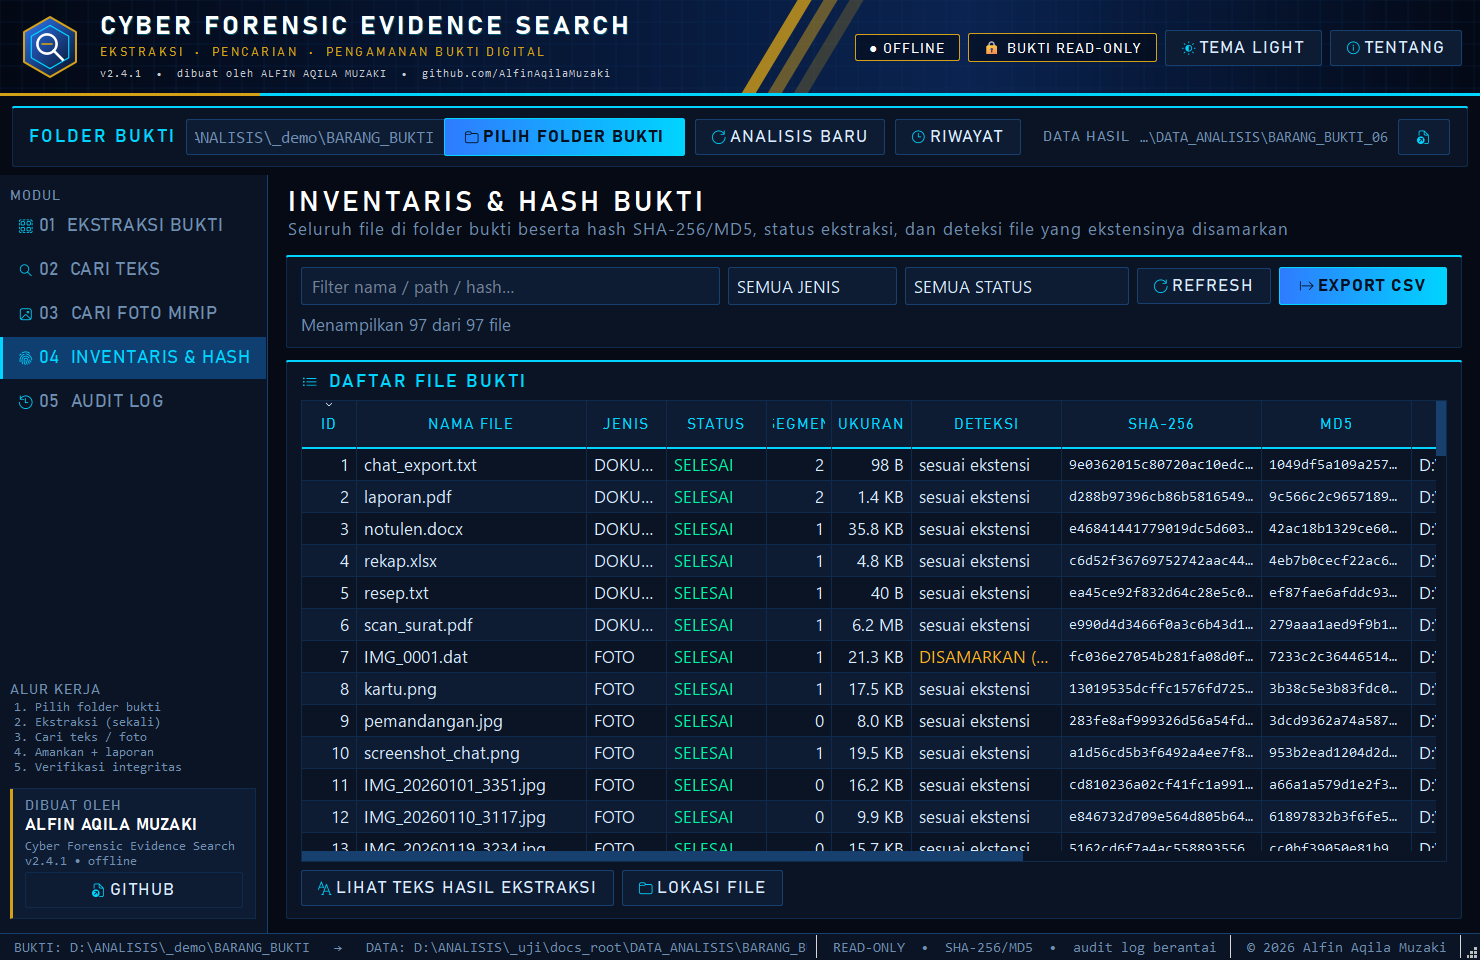 CYBER FORENSIC EVIDENCE SEARCH
EKSTRAKSI · PENCARIAN · PENGAMANAN BUKTI DIGITAL
v2.4.1 • dibuat oleh ALFIN AQILA MUZAKI • github.com/AlfinAqilaMuzaki
● OFFLINE
BUKTI READ-ONLY
TEMA LIGHT
TENTANG
FOLDER BUKTI
ANALISIS\_demo\BARANG_BUKTI
PILIH FOLDER BUKTI
ANALISIS BARU
RIWAYAT
DATA HASIL
…\DATA_ANALISIS\BARANG_BUKTI_06
MODUL
01 EKSTRAKSI BUKTI
02 CARI TEKS
03 CARI FOTO MIRIP
04 INVENTARIS & HASH
05 AUDIT LOG
INVENTARIS & HASH BUKTI
Seluruh file di folder bukti beserta hash SHA-256/MD5, status ekstraksi, dan deteksi file yang ekstensinya disamarkan
Filter nama / path / hash...
SEMUA JENIS
SEMUA STATUS
REFRESH
EXPORT CSV
Menampilkan 97 dari 97 file
DAFTAR FILE BUKTI
ID NAMA FILE JENIS STATUS SEGMEN UKURAN DETEKSI SHA-256 MD5
1 chat_export.txt DOKU... SELESAI 2 98 B sesuai ekstensi 9e0362015c80720ac10edc... 1049df5a109a257... D:\
2 laporan.pdf DOKU... SELESAI 2 1.4 KB sesuai ekstensi d288b97396cb86b5816549... 9c566c2c9657189... D:\
3 notulen.docx DOKU... SELESAI 1 35.8 KB sesuai ekstensi e46841441779019dc5d603... 42ac18b1329ce60... D:\
4 rekap.xlsx DOKU... SELESAI 1 4.8 KB sesuai ekstensi c6d52f36769752742aac44... 4eb7b0cecf22ac6... D:\
5 resep.txt DOKU... SELESAI 1 40 B sesuai ekstensi ea45ce92f832d64c28e5c0... ef87fae6afddc93... D:\
6 scan_surat.pdf DOKU... SELESAI 1 6.2 MB sesuai ekstensi e990d4d3466f0a3c6b43d1... 279aaa1aed9f9b1... D:\
7 IMG_0001.dat FOTO SELESAI 1 21.3 KB DISAMARKAN (... fc036e27054b281fa08d0f... 7233c2c36446514... D:\
8 kartu.png FOTO SELESAI 1 17.5 KB sesuai ekstensi 13019535dcffc1576fd725... 3b38c5e3b83fdc0... D:\
9 pemandangan.jpg FOTO SELESAI 0 8.0 KB sesuai ekstensi 283fe8af999326d56a54fd... 3dcd9362a74a587... D:\
10 screenshot_chat.png FOTO SELESAI 1 19.5 KB sesuai ekstensi a1d56cd5b3f6492a4ee7f8... 953b2ead1204d2d... D:\
11 IMG_20260101_3351.jpg FOTO SELESAI 0 16.2 KB sesuai ekstensi cd810236a02cf41fc1a991... a66a1a579d1e2f3... D:\
12 IMG_20260110_3117.jpg FOTO SELESAI 0 9.9 KB sesuai ekstensi e846732d709e564d805b64... 61897832b3f6fe5... D:\
13 IMG_20260119_3234.jpg FOTO SELESAI 0 15.7 KB sesuai ekstensi 5162cd6f7a4ac558893556 cc0bf39050e81b9 D:\
LIHAT TEKS HASIL EKSTRAKSI
LOKASI FILE
ALUR KERJA
1. Pilih folder bukti
2. Ekstraksi (sekali)
3. Cari teks / foto
4. Amankan + laporan
5. Verifikasi integritas
DIBUAT OLEH
ALFIN AQILA MUZAKI
Cyber Forensic Evidence Search
v2.4.1 • offline
GITHUB
BUKTI: D:\ANALISIS\_demo\BARANG_BUKTI → DATA: D:\ANALISIS\_uji\docs_root\DATA_ANALISIS\BARANG_B
READ-ONLY • SHA-256/MD5 • audit log berantai
© 2026 Alfin Aqila Muzaki